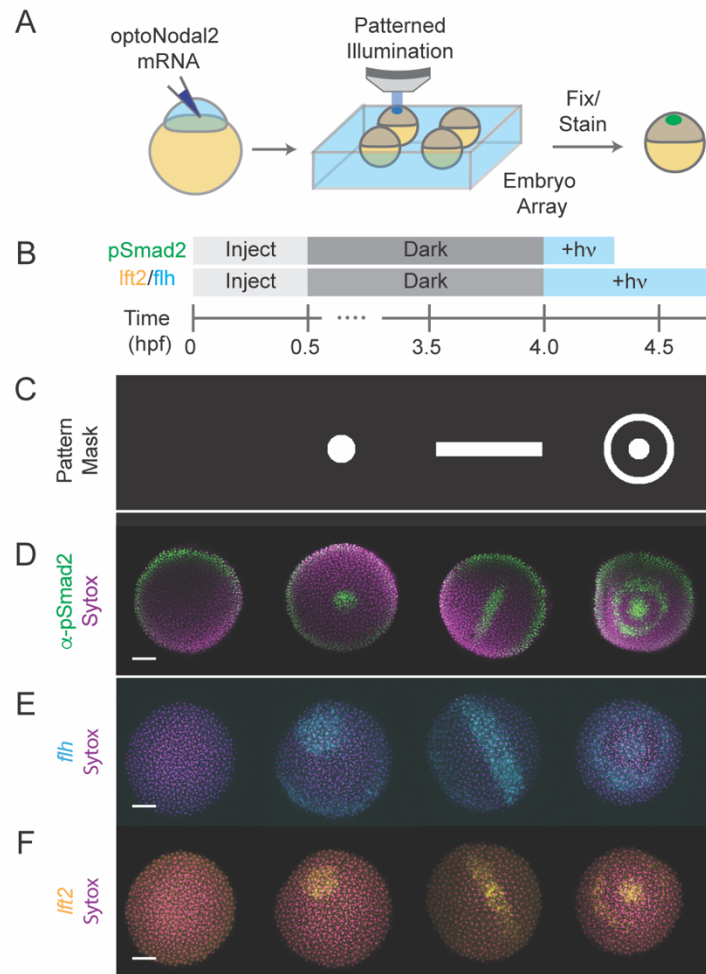 A
optoNodal2
mRNA
Patterned
Illumination
Fix/
Stain
Embryo
Array
B
pSmad2
Inject
Dark
+hν
lft2/flh
Inject
Dark
+hν
Time
(hpf)
0
0.5
3.5
4.0
4.5
C
Pattern
Mask
D
α-pSmad2
Sytox
E
flh
Sytox
F
lft2
Sytox